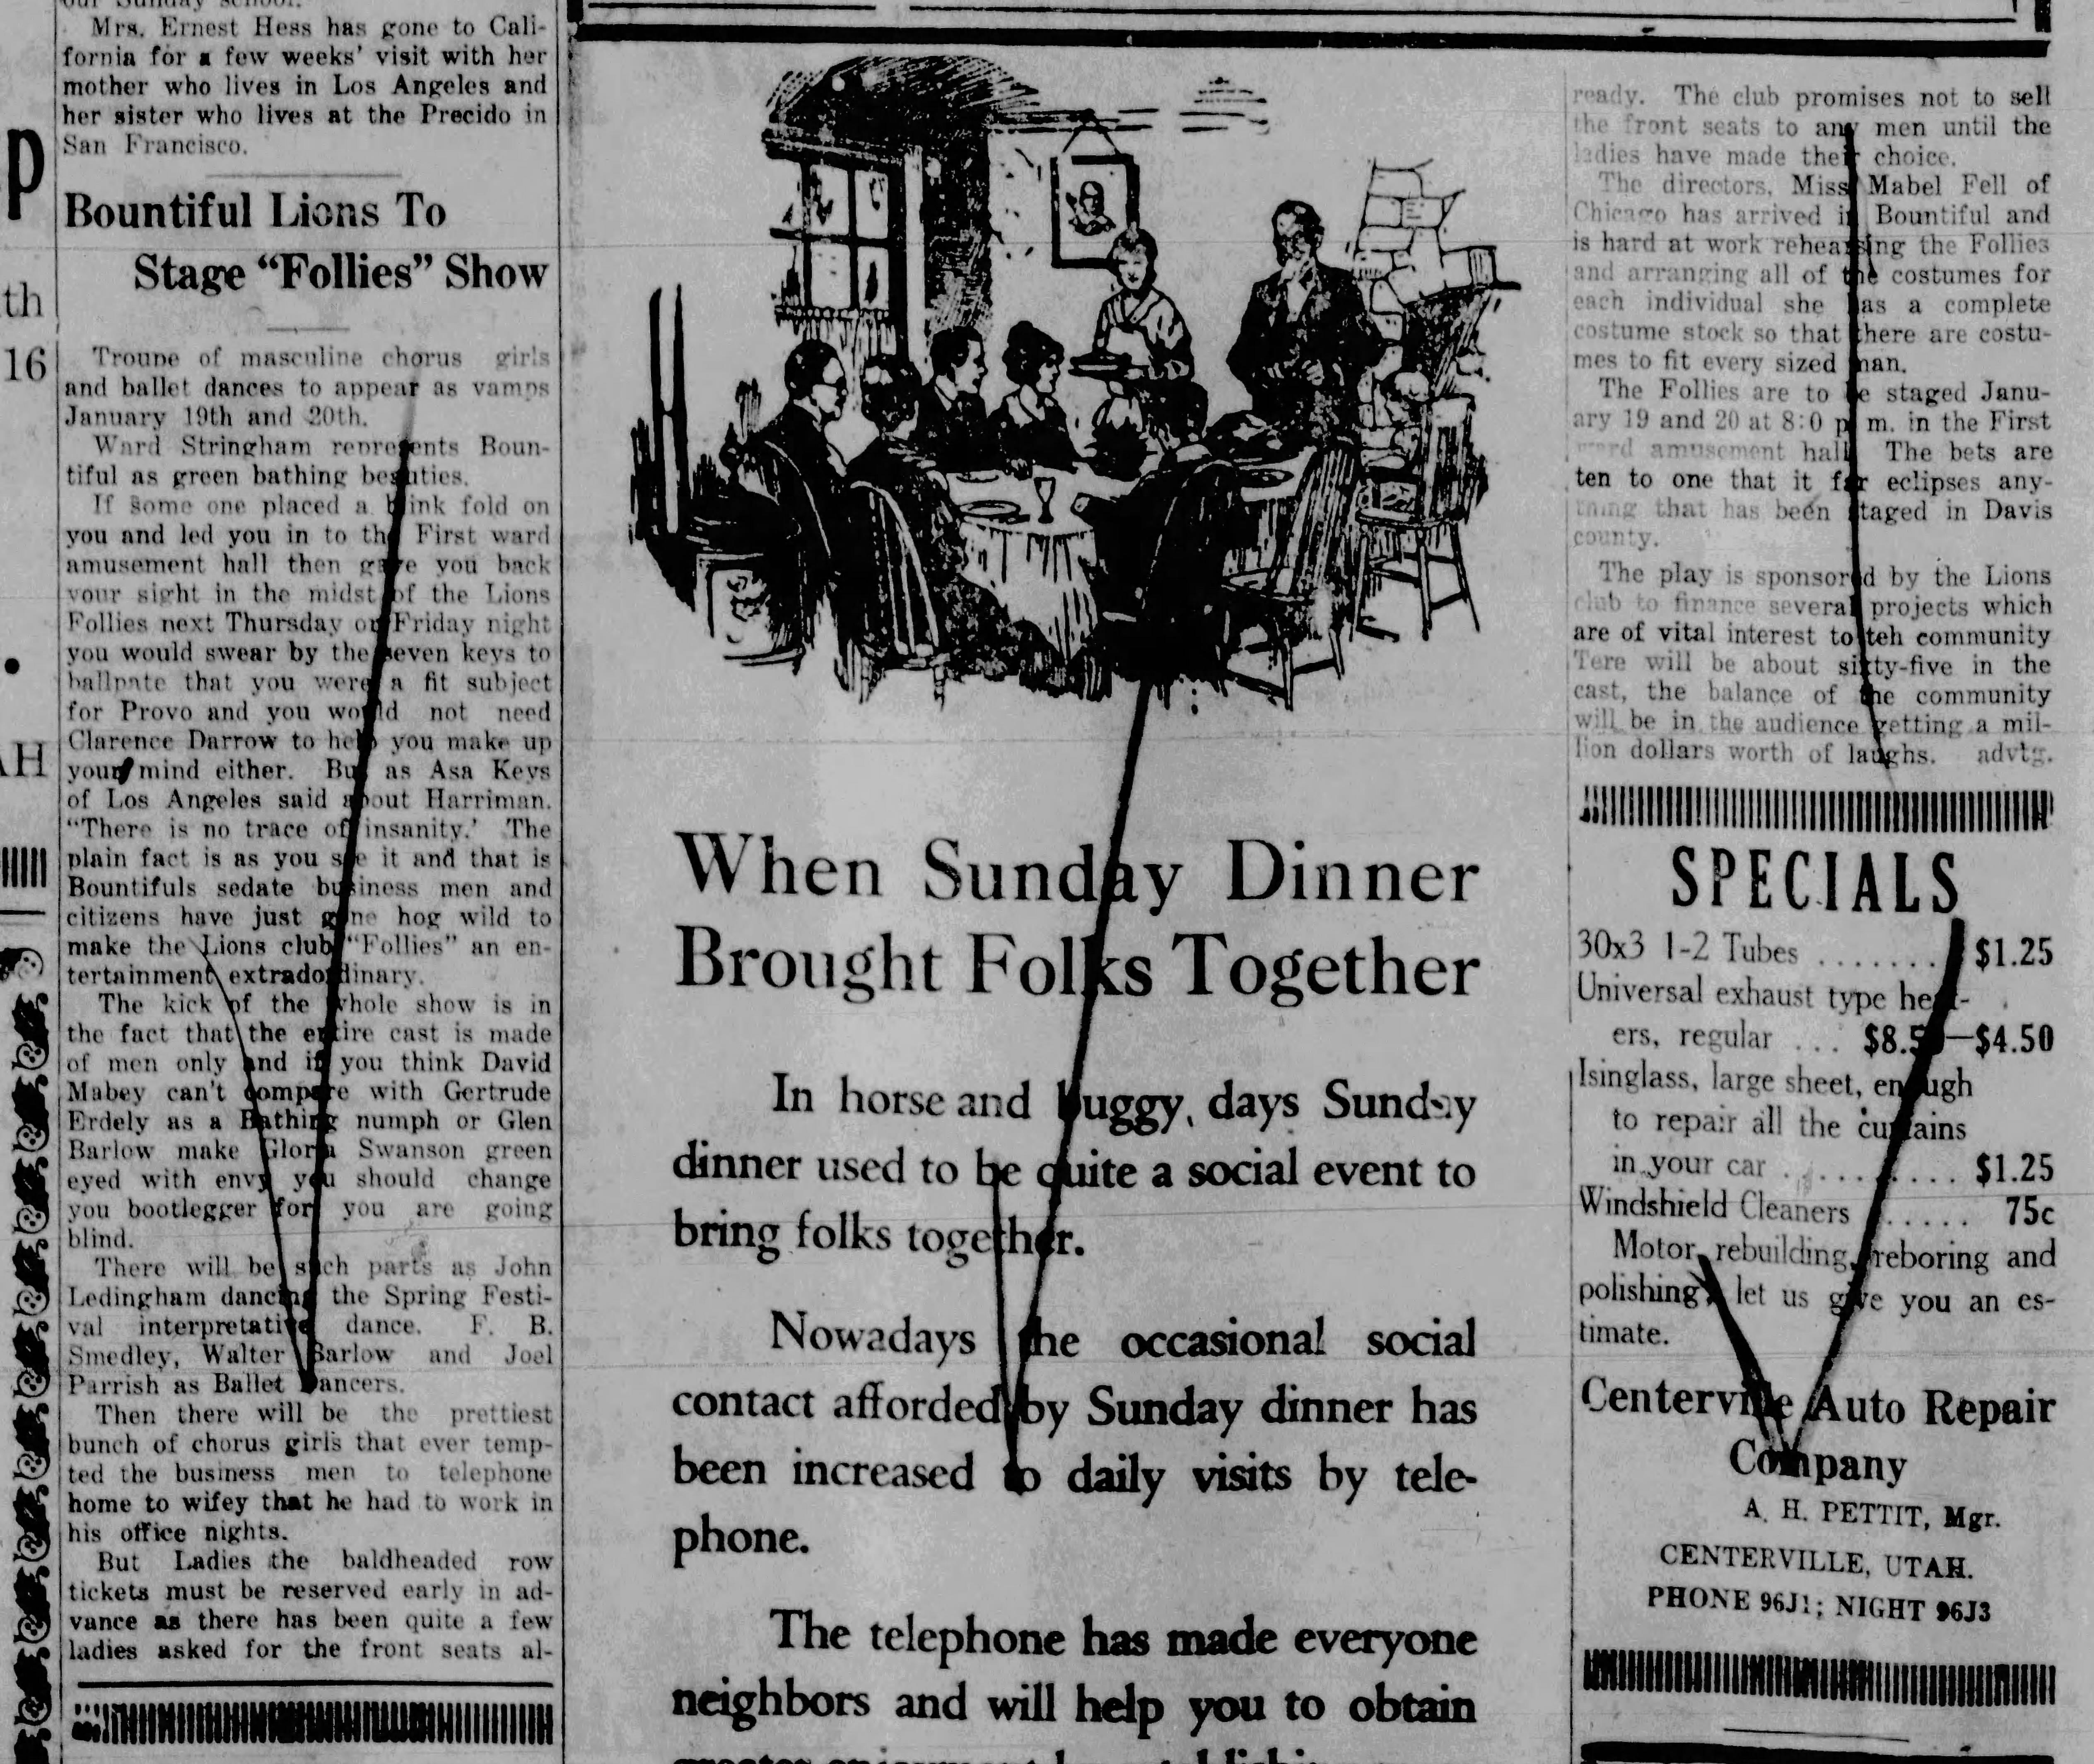 our Sunday school.
Mrs. Ernest Hess has gone to Cali-
fornia for a few weeks' visit with her
mother who lives in Los Angeles and
her sister who lives at the Precido in
San Francisco.
Bountiful Lions To
Stage "Follies" Show
Troupe of masculine chorus girls
and ballet dances to appear as vamps
January 19th and 20th.
Ward Stringham represents Boun-
tiful as green bathing beauties.
If some one placed a blink fold on
you and led you in to the First ward
amusement hall then gave you back
your sight in the midst of the Lions
Follies next Thursday or Friday night
you would swear by the seven keys to
ballpate that you were a fit subject
for Provo and you would not need
Clarence Darrow to help you make up
your mind either. But as Asa Keys
of Los Angeles said about Harriman.
"There is no trace of insanity.' The
plain fact is as you see it and that is
Bountifuls sedate business men and
citizens have just gone hog wild to
make the Lions club "Follies" an en-
tertainment extradordinary.
The kick of the whole show is in
the fact that the entire cast is made
of men only and if you think David
Mabey can't compare with Gertrude
Erdely as a Bathing numph or Glen
Barlow make Gloria Swanson green
eyed with envy you should change
you bootlegger for you are going
blind.
There will be such parts as John
Ledingham dancing the Spring Festi-
val interpretative dance. F. B.
Smedley, Walter Barlow and Joel
Parrish as Ballet Dancers.
Then there will be the prettiest
bunch of chorus girls that ever temp-
ted the business men to telephone
home to wifey that he had to work in
his office nights.
But Ladies the baldheaded row
tickets must be reserved early in ad-
vance as there has been quite a few
ladies asked for the front seats al-
ready. The club promises not to sell
the front seats to any men until the
ladies have made their choice.
The directors, Miss Mabel Fell of
Chicago has arrived in Bountiful and
is hard at work rehearsing the Follies
and arranging all of the costumes for
each individual she has a complete
costume stock so that there are costu-
mes to fit every sized man.
The Follies are to be staged Janu-
ary 19 and 20 at 8:0 p m. in the First
ward amusement hall. The bets are
ten to one that it far eclipses any-
thing that has been staged in Davis
county.
The play is sponsored by the Lions
club to finance several projects which
are of vital interest to teh community
Tere will be about sixty-five in the
cast, the balance of the community
will be in the audience getting a mil-
lion dollars worth of laughs. advtg.
When Sunday Dinner
Brought Folks Together
In horse and buggy, days Sunday
dinner used to be quite a social event to
bring folks together.
Nowadays the occasional social
contact afforded by Sunday dinner has
been increased to daily visits by tele-
phone.
The telephone has made everyone
neighbors and will help you to obtain
SPECIALS
30x3 1-2 Tubes ....... $1.25
Universal exhaust type heat-
ers, regular ... $8.50—$4.50
Isinglass, large sheet, enough
to repair all the curtains
in your car .......... $1.25
Windshield Cleaners ..... 75c
Motor rebuilding, reboring and
polishing, let us give you an es-
timate.
Centerville Auto Repair
Company
A. H. PETTIT, Mgr.
CENTERVILLE, UTAH.
PHONE 96J1; NIGHT 96J3
p
th
16
AH